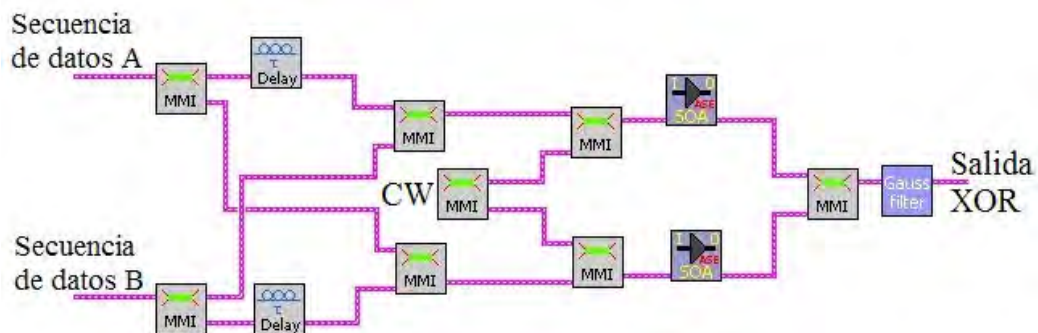 Secuencia
de datos A
MMI
τ
Delay
MMI
MMI
I O
ASE
SOA
CW
MMI
MMI
Gauss
filter
Salida
XOR
Secuencia
de datos B
MMI
τ
Delay
MMI
MMI
I O
ASE
SOA